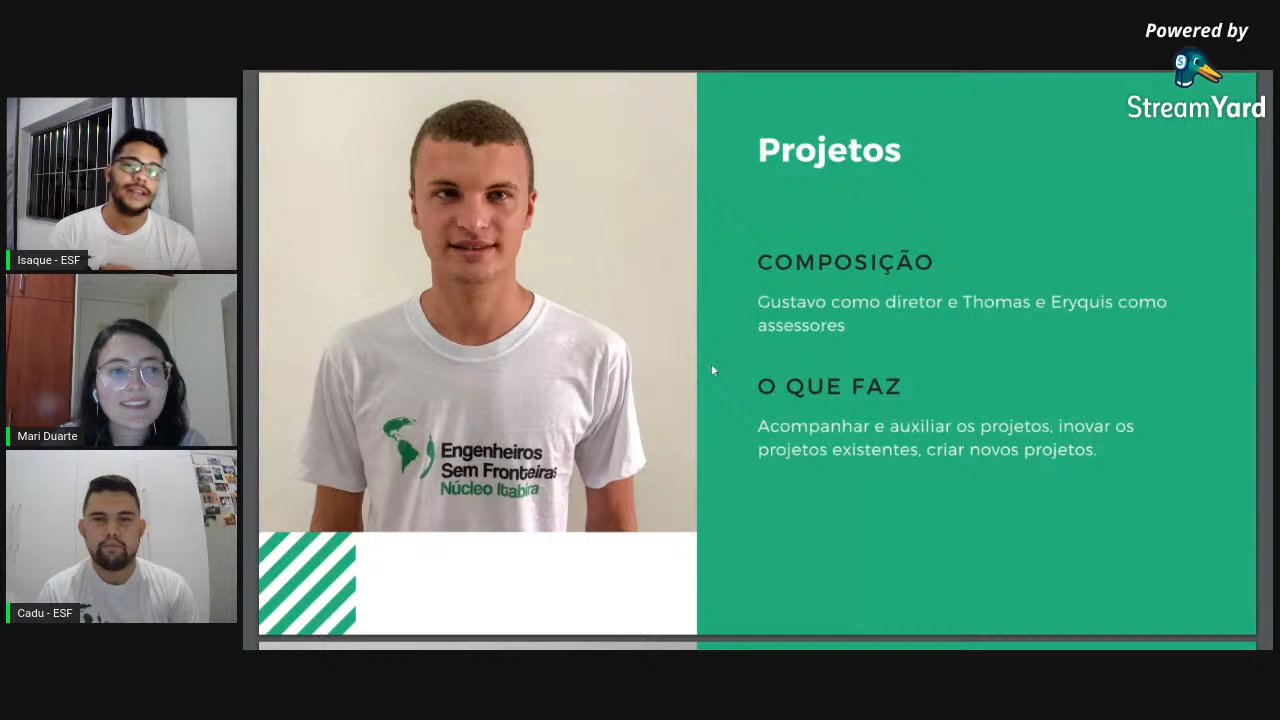 Powered by
StreamYard
Isaque - ESF
Mari Duarte
Cadu - ESF
Engenheiros
Sem Fronteiras
Núcleo Itabira
Projetos
COMPOSIÇÃO
Gustavo como diretor e Thomas e Eryquis como
assessores
O QUE FAZ
Acompanhar e auxiliar os projetos, inovar os
projetos existentes, criar novos projetos.